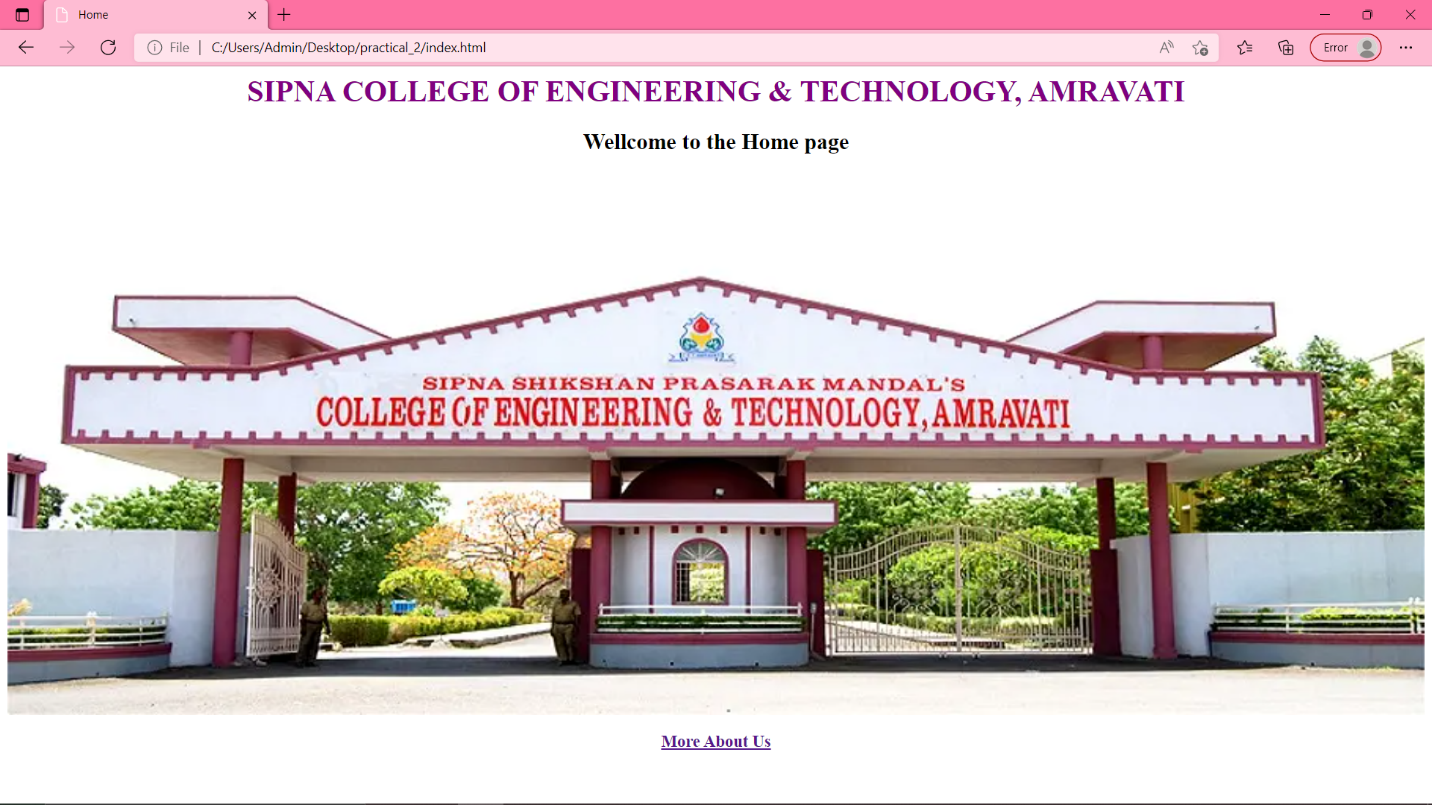 Home
File
C:/Users/Admin/Desktop/practical_2/index.html
Error
SIPNA COLLEGE OF ENGINEERING & TECHNOLOGY, AMRAVATI
Wellcome to the Home page
SIPNA SHIKSHAN PRASARAK MANDAL'S
COLLEGE OF ENGINEERING & TECHNOLOGY, AMRAVATI
More About Us